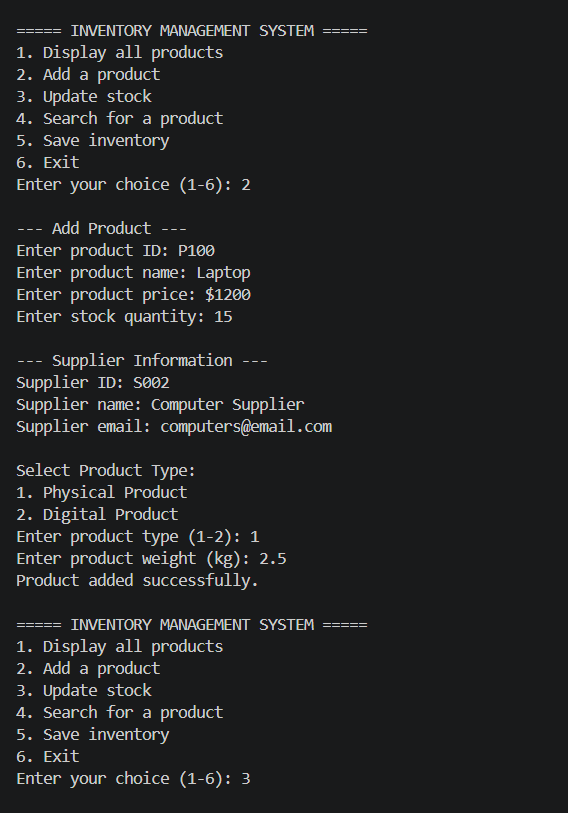 ===== INVENTORY MANAGEMENT SYSTEM =====
1. Display all products
2. Add a product
3. Update stock
4. Search for a product
5. Save inventory
6. Exit
Enter your choice (1-6): 2

--- Add Product ---
Enter product ID: P100
Enter product name: Laptop
Enter product price: $1200
Enter stock quantity: 15

--- Supplier Information ---
Supplier ID: S002
Supplier name: Computer Supplier
Supplier email: computers@email.com

Select Product Type:
1. Physical Product
2. Digital Product
Enter product type (1-2): 1
Enter product weight (kg): 2.5
Product added successfully.

===== INVENTORY MANAGEMENT SYSTEM =====
1. Display all products
2. Add a product
3. Update stock
4. Search for a product
5. Save inventory
6. Exit
Enter your choice (1-6): 3